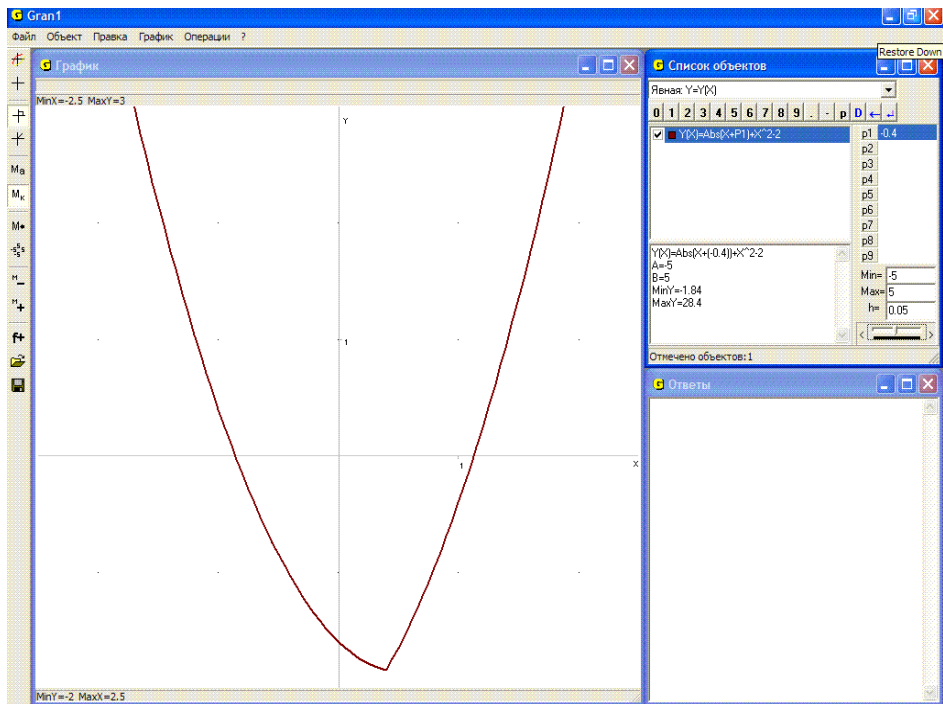 Gran1
Файл Объект Правка График Операции ?
Restore Down
График
MinX=-2.5 MaxY=3
Y
1
X
1
MinY=-2 MaxX=2.5
Ma
Mк
M
s s s s
M
M
f+
Список объектов
Явная: Y=Y(X)
0 1 2 3 4 5 6 7 8 9 . - p D ← ↵
Y(X)=Abs(X+P1)+X^2-2
p1 -0.4
p2
p3
p4
p5
p6
p7
p8
p9
Y(X)=Abs(X+(-0.4))+X^2-2
A=-5
B=5
MinY=-1.84
MaxY=28.4
Min= -5
Max= 5
h= 0.05
Отмечено объектов:1
Ответы